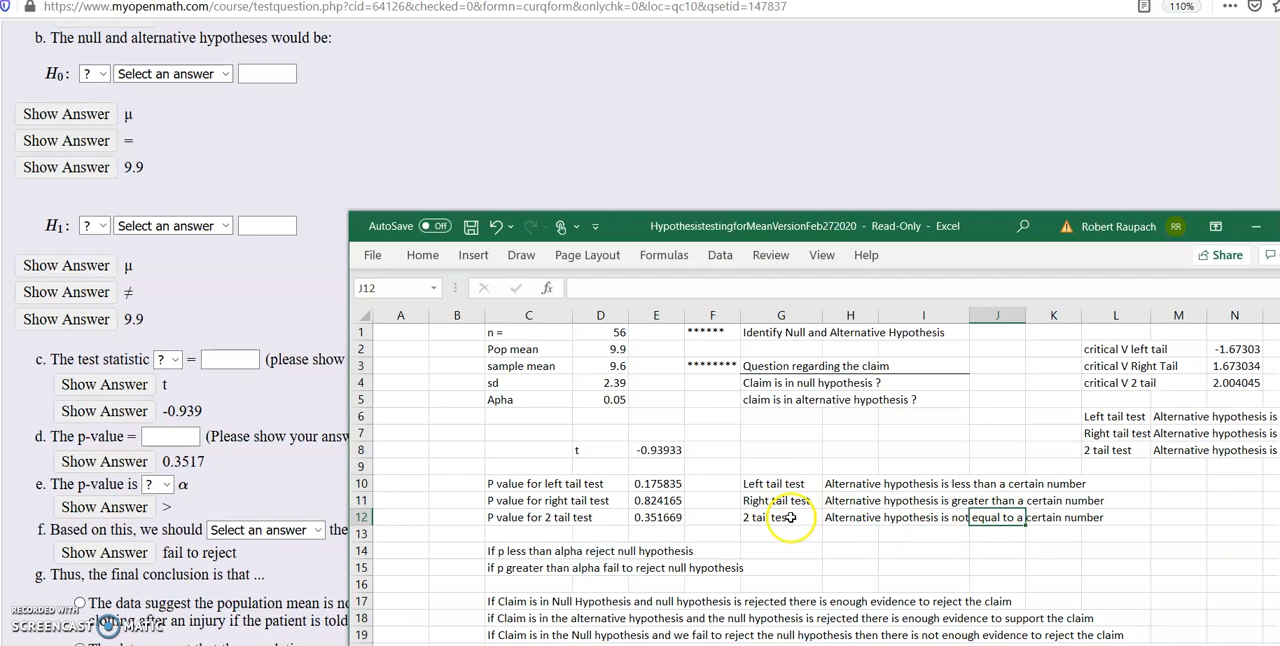 https://www.myopenmath.com/course/testquestion.php?cid=64126&checked=0&formn=curqform&onlychk=0&loc=qc10&qsetid=147837
110%
b. The null and alternative hypotheses would be:
H0: ? Select an answer
Show Answer μ
Show Answer =
Show Answer 9.9
H1: ? Select an answer
Show Answer μ
Show Answer ≠
Show Answer 9.9
c. The test statistic ? = (please show
Show Answer t
Show Answer -0.939
d. The p-value = (Please show your answ
Show Answer 0.3517
e. The p-value is ? α
Show Answer >
f. Based on this, we should Select an answer the
Show Answer fail to reject
g. Thus, the final conclusion is that ...
The data suggest the population mean is no
clotting after an injury if the patient is told
RECORDED WITH
SCREENCAST MATIC
AutoSave Off HypothesistestingforMeanVersionFeb272020 - Read-Only - Excel Robert Raupach RR
File Home Insert Draw Page Layout Formulas Data Review View Help Share
J12 fx
A B C D E F G H I J K L M N
1 n = 56 ****** Identify Null and Alternative Hypothesis
2 Pop mean 9.9 critical V left tail -1.67303
3 sample mean 9.6 ******** Question regarding the claim critical V Right Tail 1.673034
4 sd 2.39 Claim is in null hypothesis ? critical V 2 tail 2.004045
5 Apha 0.05 claim is in alternative hypothesis ?
6 Left tail test Alternative hypothesis is
7 Right tail test Alternative hypothesis is
8 t -0.93933 2 tail test Alternative hypothesis is
9
10 P value for left tail test 0.175835 Left tail test Alternative hypothesis is less than a certain number
11 P value for right tail test 0.824165 Right tail test Alternative hypothesis is greater than a certain number
12 P value for 2 tail test 0.351669 2 tail test Alternative hypothesis is not equal to a certain number
13
14 If p less than alpha reject null hypothesis
15 if p greater than alpha fail to reject null hypothesis
16
17 If Claim is in Null Hypothesis and null hypothesis is rejected there is enough evidence to reject the claim
18 if Claim is in the alternative hypothesis and the null hypothesis is rejected there is enough evidence to support the claim
19 If Claim is in the Null hypothesis and we fail to reject the null hypothesis then there is not enough evidence to reject the claim